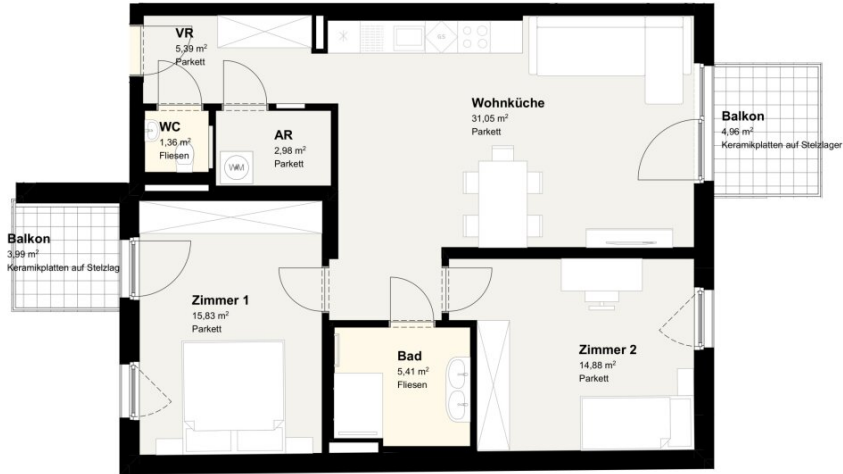 VR
5,39 m²
Parkett
WC
1,36 m²
Fliesen
AR
2,98 m²
Parkett
WM
GS
Wohnküche
31,05 m²
Parkett
Balkon
4,96 m²
Keramikplatten auf Stelzlager
Balkon
3,99 m²
Keramikplatten auf Stelzlag
Zimmer 1
15,83 m²
Parkett
Bad
5,41 m²
Fliesen
Zimmer 2
14,88 m²
Parkett